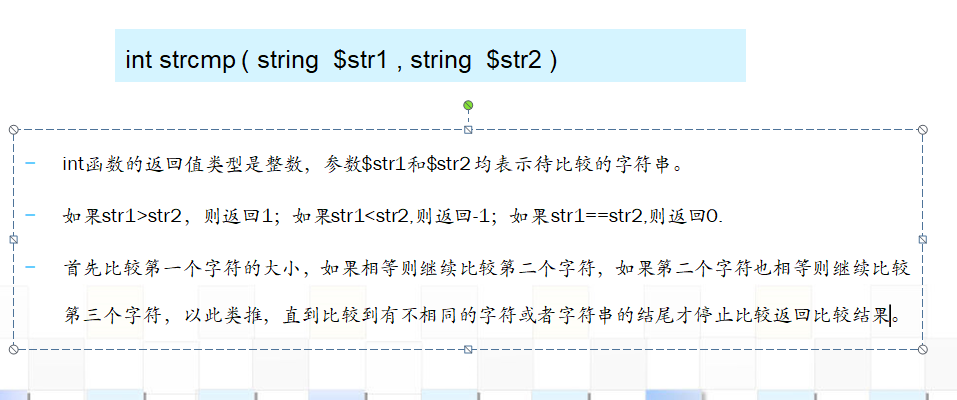 int strcmp ( string $str1 , string $str2 )
int函数的返回值类型是整数，参数$str1和$str2均表示待比较的字符串。
如果str1>str2，则返回1；如果str1<str2,则返回-1；如果str1==str2,则返回0.
首先比较第一个字符的大小，如果相等则继续比较第二个字符，如果第二个字符也相等则继续比较
第三个字符，以此类推，直到比较到有不相同的字符或者字符串的结尾才停止比较返回比较结果。